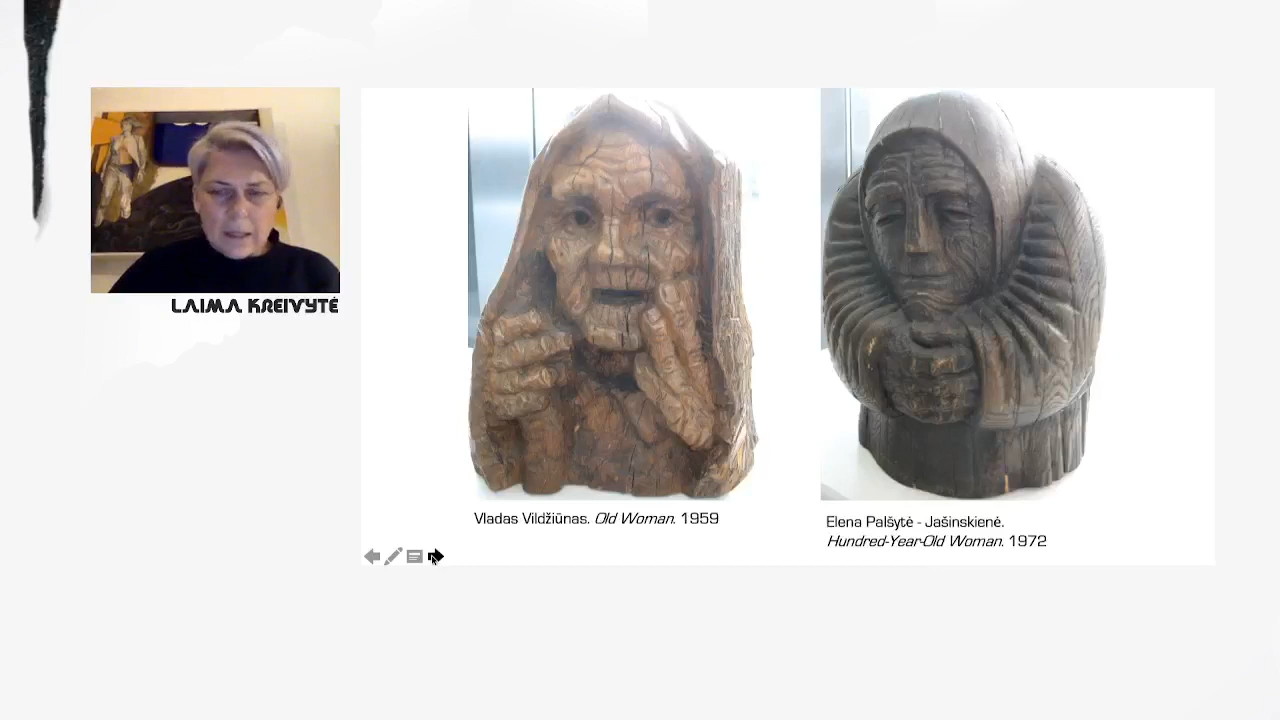 LAIMA KREIVYTĖ
Vladas Vildžiūnas. Old Woman. 1959
Elena Palšytė - Jašinskienė.
Hundred-Year-Old Woman. 1972